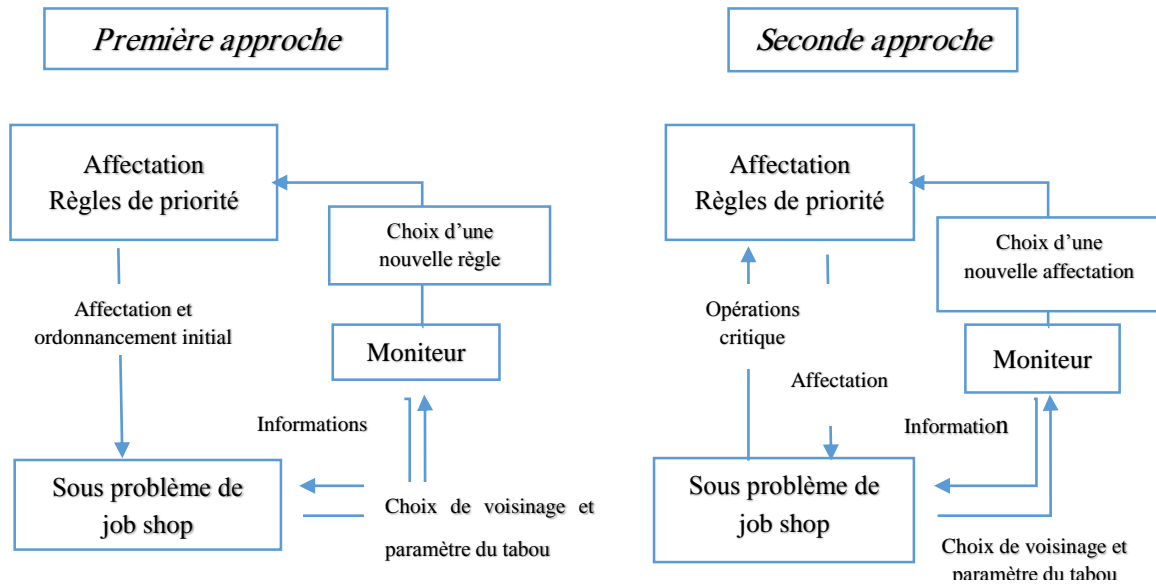 Première approche
Affectation
Règles de priorité
Choix d'une
nouvelle règle
Affectation et
ordonnancement initial
Moniteur
Informations
Sous problème de
job shop
Choix de voisinage et
paramètre du tabou
Seconde approche
Affectation
Règles de priorité
Choix d'une
nouvelle affectation
Opérations
critique
Moniteur
Affectation
Information
Sous problème de
job shop
Choix de voisinage et
paramètre du tabou